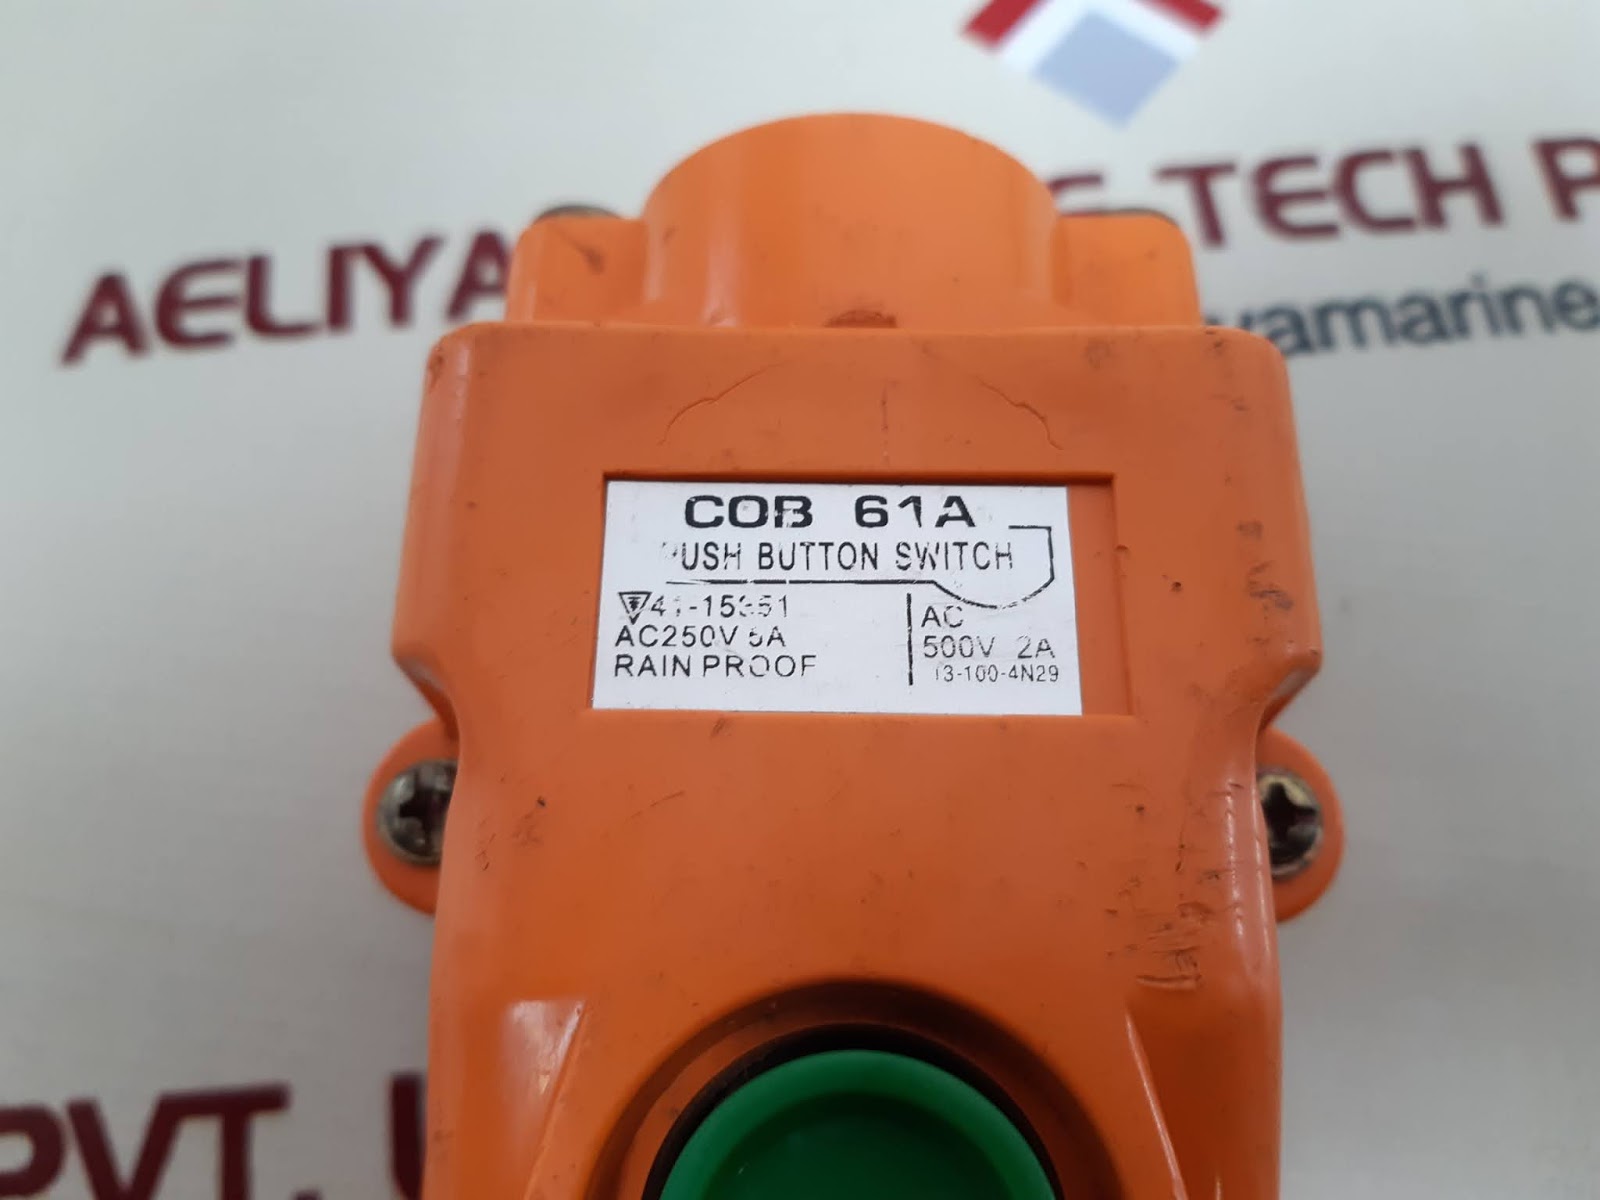 AELIYA TECH P
yamarine
COB 61A
PUSH BUTTON SWITCH
41-15351
AC250V 5A
RAIN PROOF
AC
500V 2A
13-100-4N29
PVT.